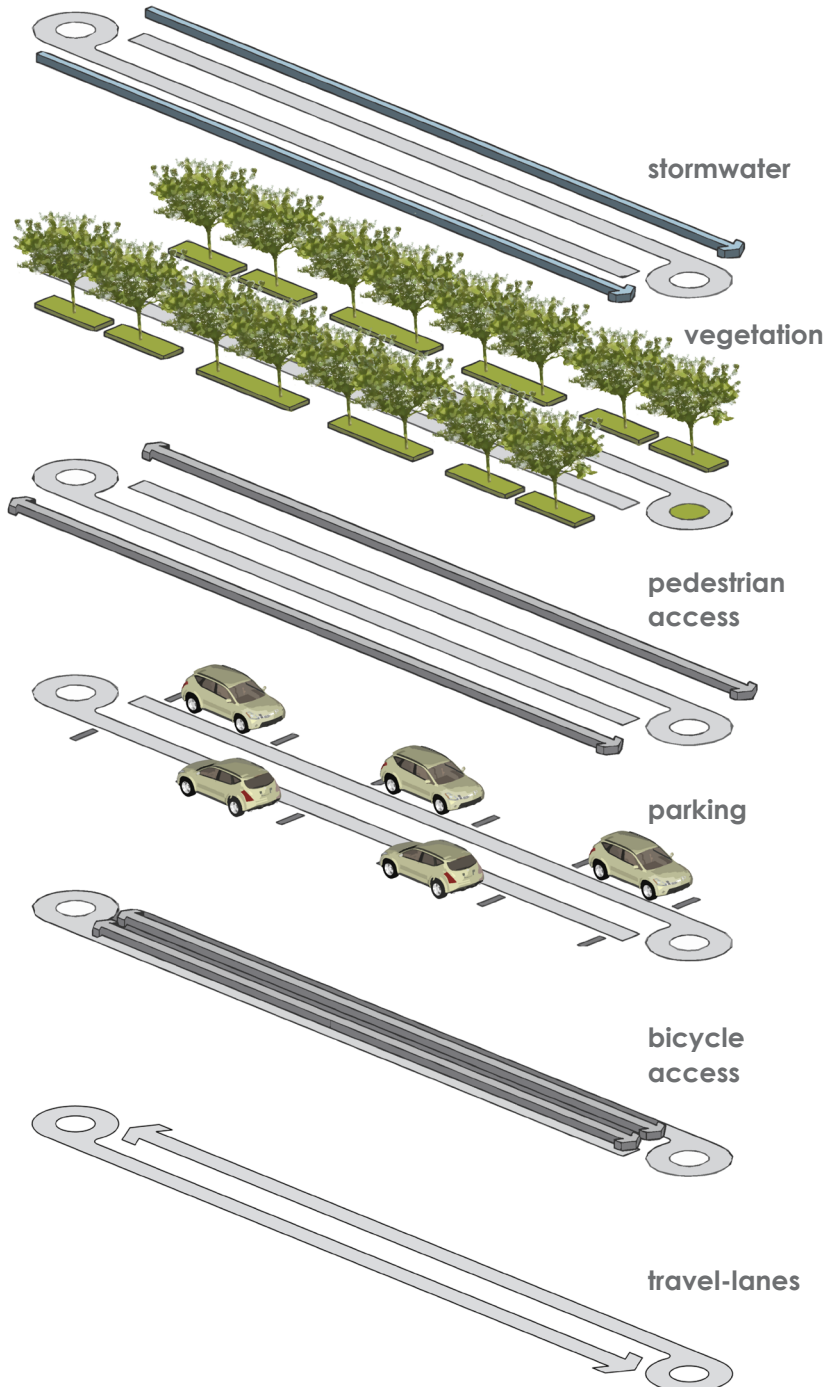 stormwater
vegetation
pedestrian
access
parking
bicycle
access
travel-lanes